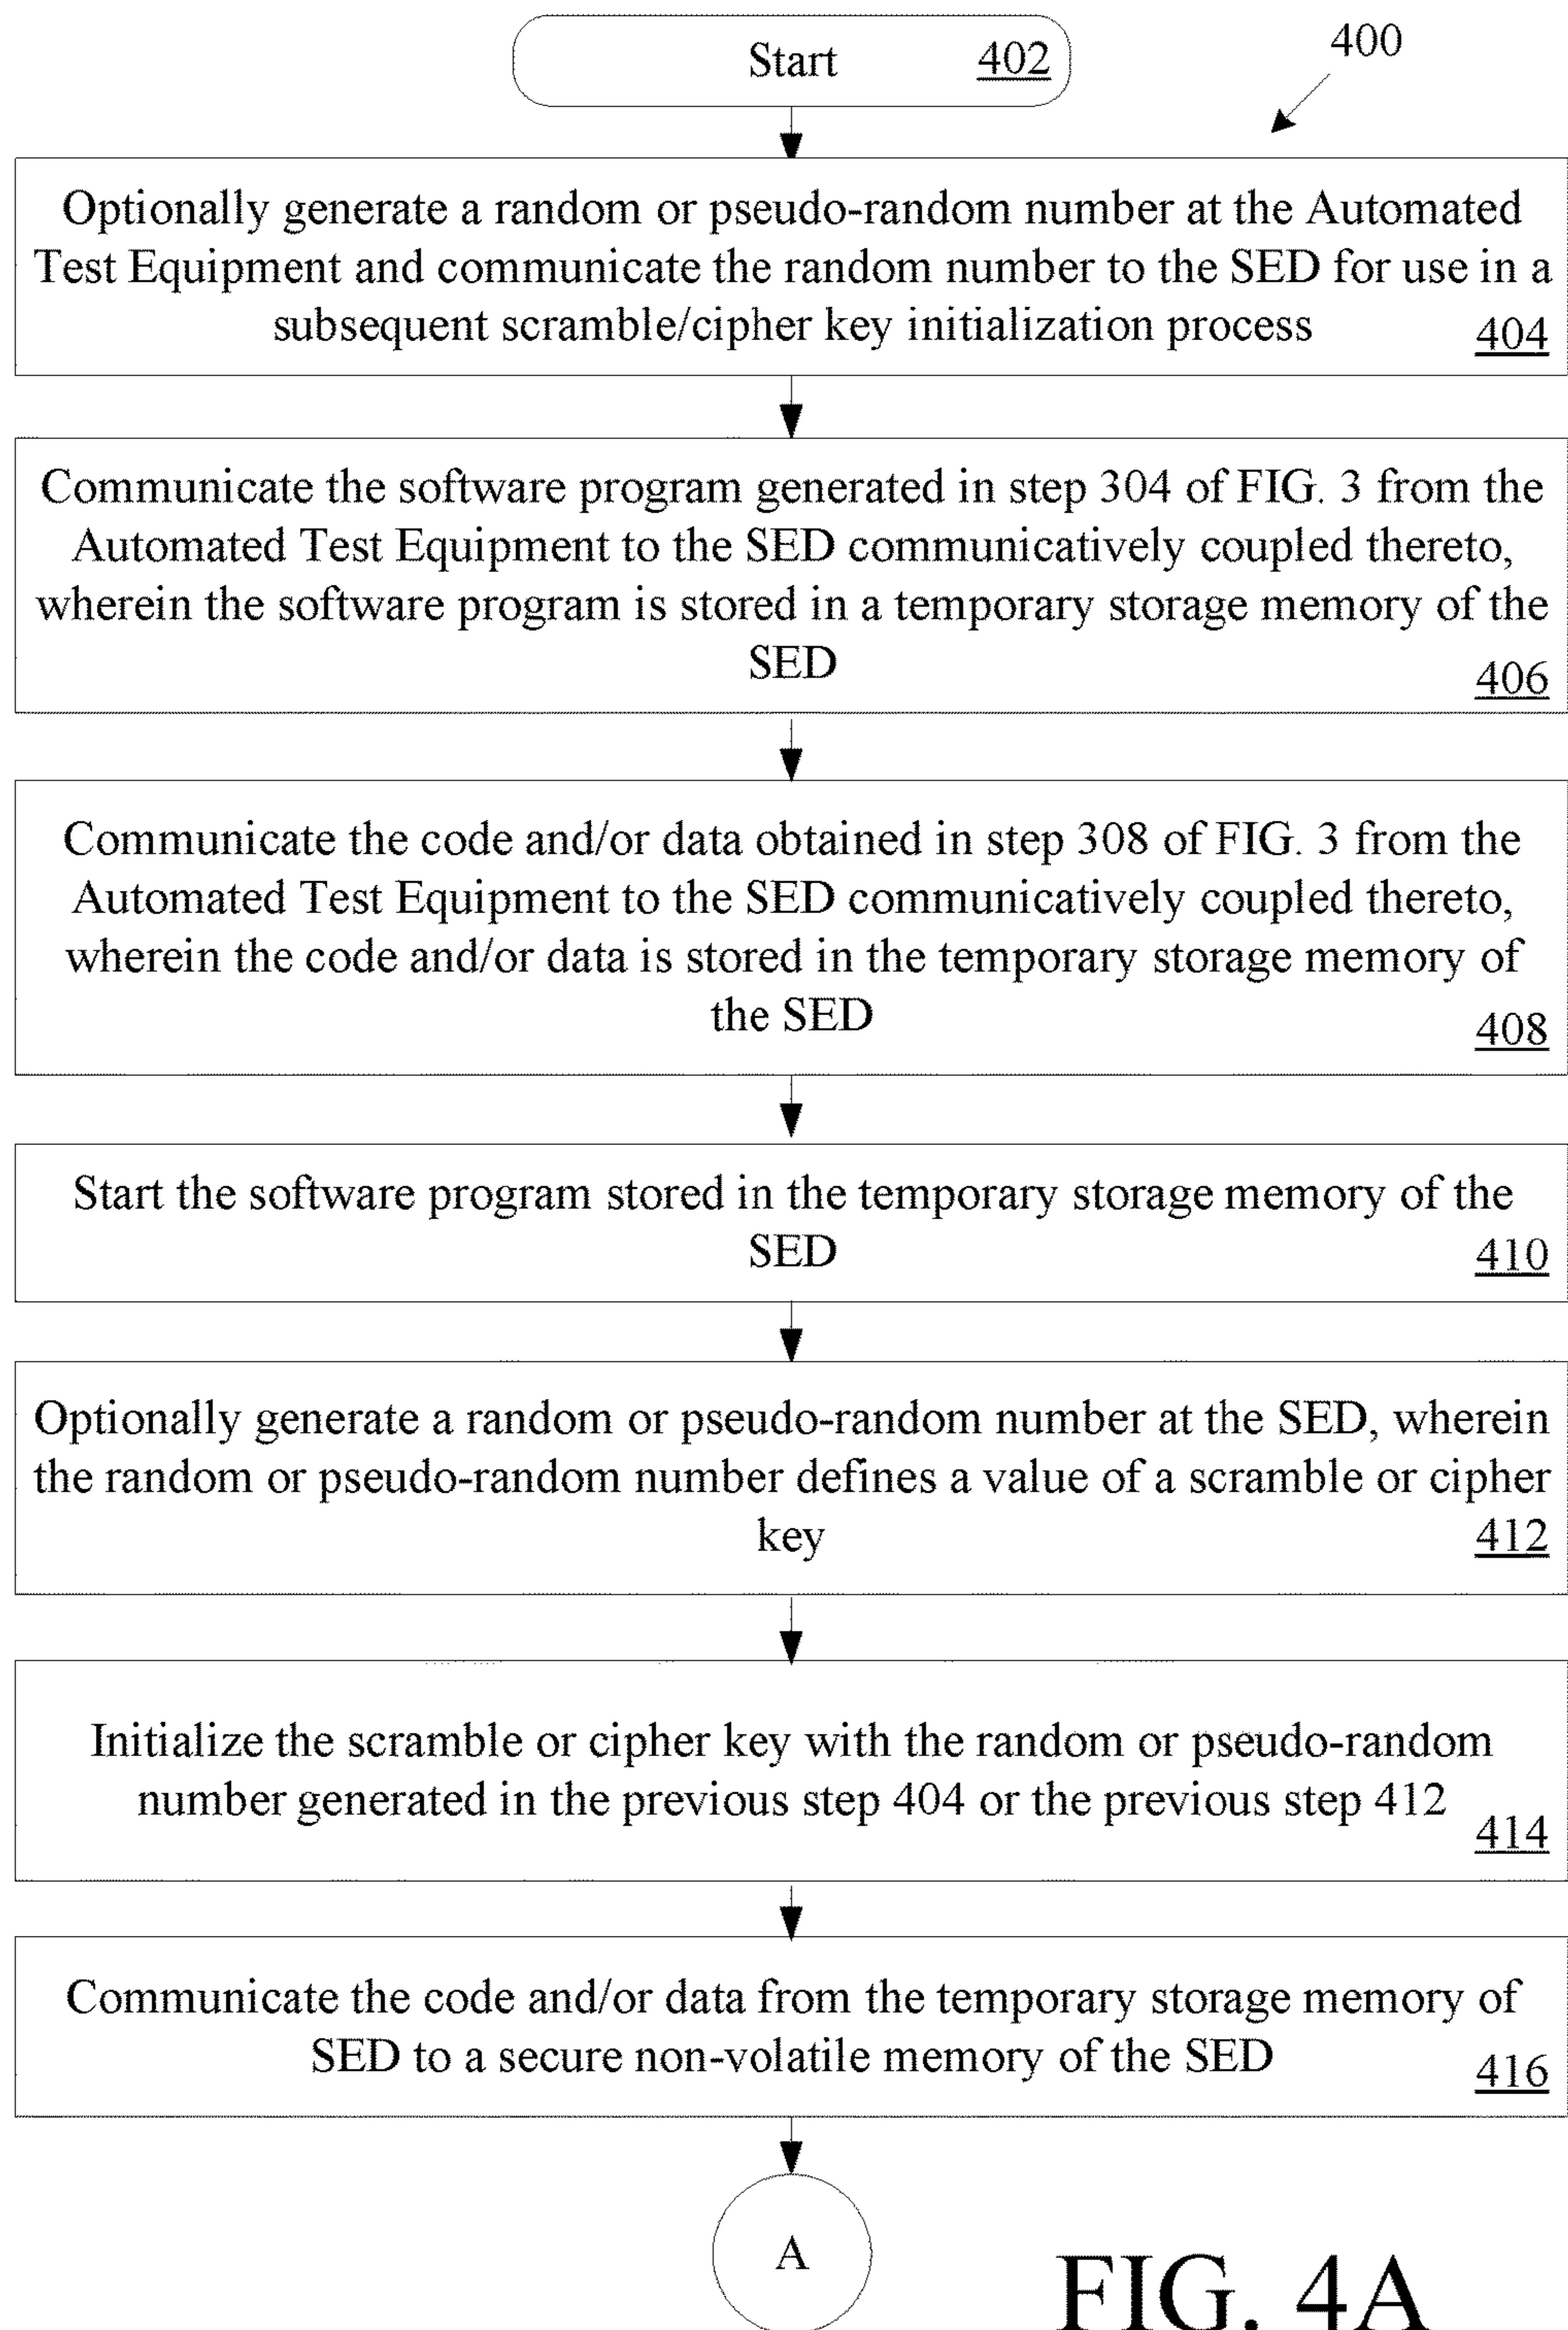 Start 402
400
Optionally generate a random or pseudo-random number at the Automated
Test Equipment and communicate the random number to the SED for use in a
subsequent scramble/cipher key initialization process 404
Communicate the software program generated in step 304 of FIG. 3 from the
Automated Test Equipment to the SED communicatively coupled thereto,
wherein the software program is stored in a temporary storage memory of the
SED 406
Communicate the code and/or data obtained in step 308 of FIG. 3 from the
Automated Test Equipment to the SED communicatively coupled thereto,
wherein the code and/or data is stored in the temporary storage memory of
the SED 408
Start the software program stored in the temporary storage memory of the
SED 410
Optionally generate a random or pseudo-random number at the SED, wherein
the random or pseudo-random number defines a value of a scramble or cipher
key 412
Initialize the scramble or cipher key with the random or pseudo-random
number generated in the previous step 404 or the previous step 412
414
Communicate the code and/or data from the temporary storage memory of
SED to a secure non-volatile memory of the SED 416
A
FIG. 4A